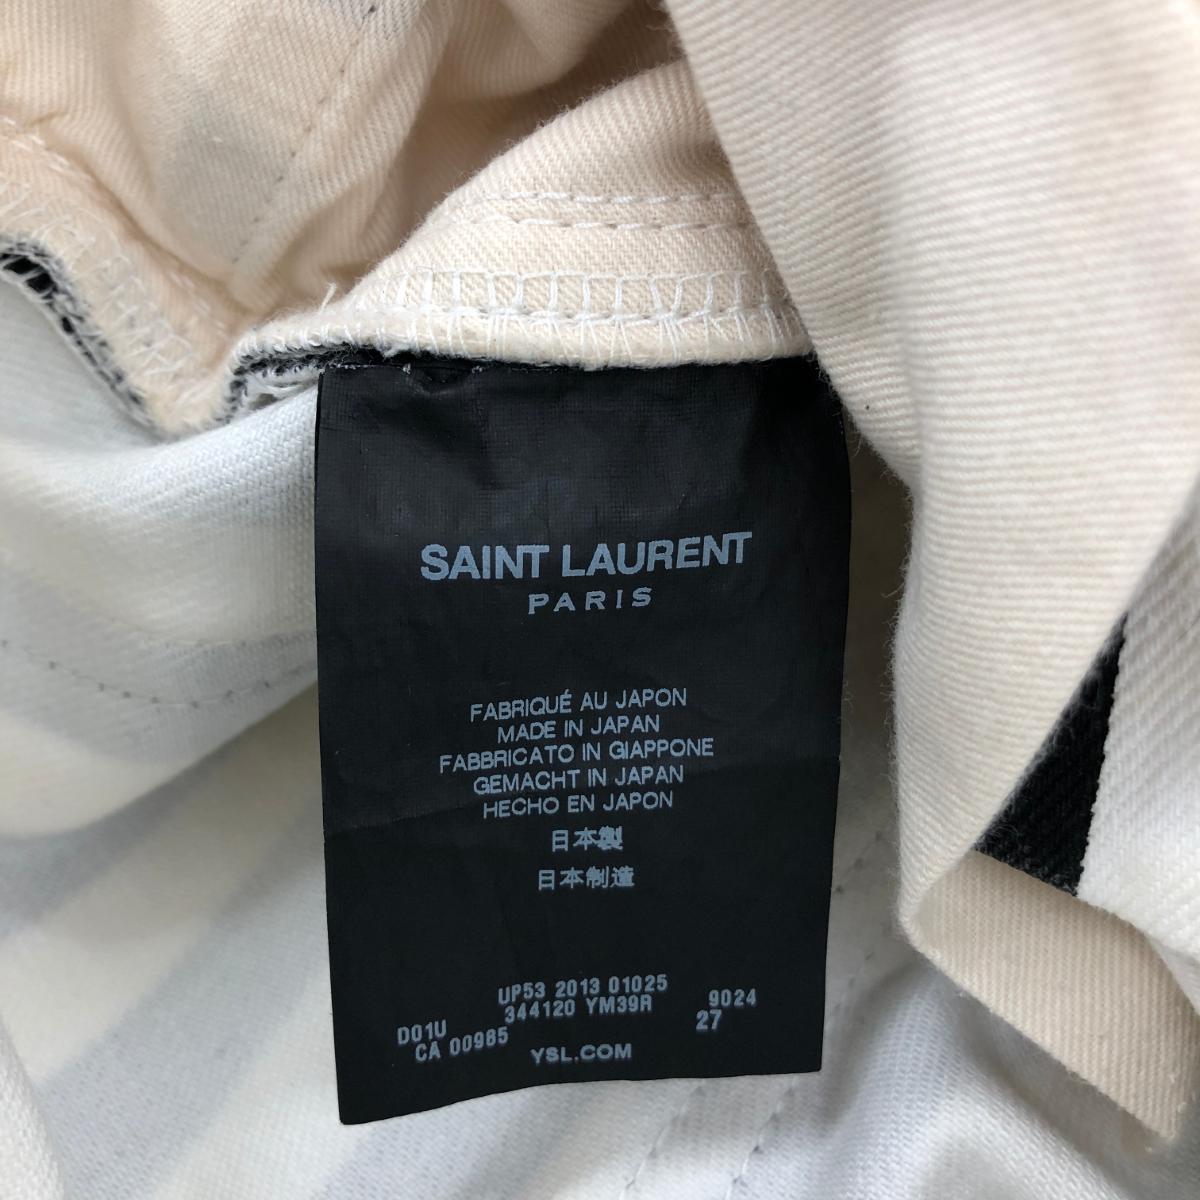 SAINT LAURENT
PARIS
FABRIQUÉ AU JAPON
MADE IN JAPAN
FABBRICATO IN GIAPPONE
GEMACHT IN JAPAN
HECHO EN JAPON
日本製
日本制造
UP53 2013 01025
D01U 344120 YM39R 9024
CA 00985 27
YSL.COM